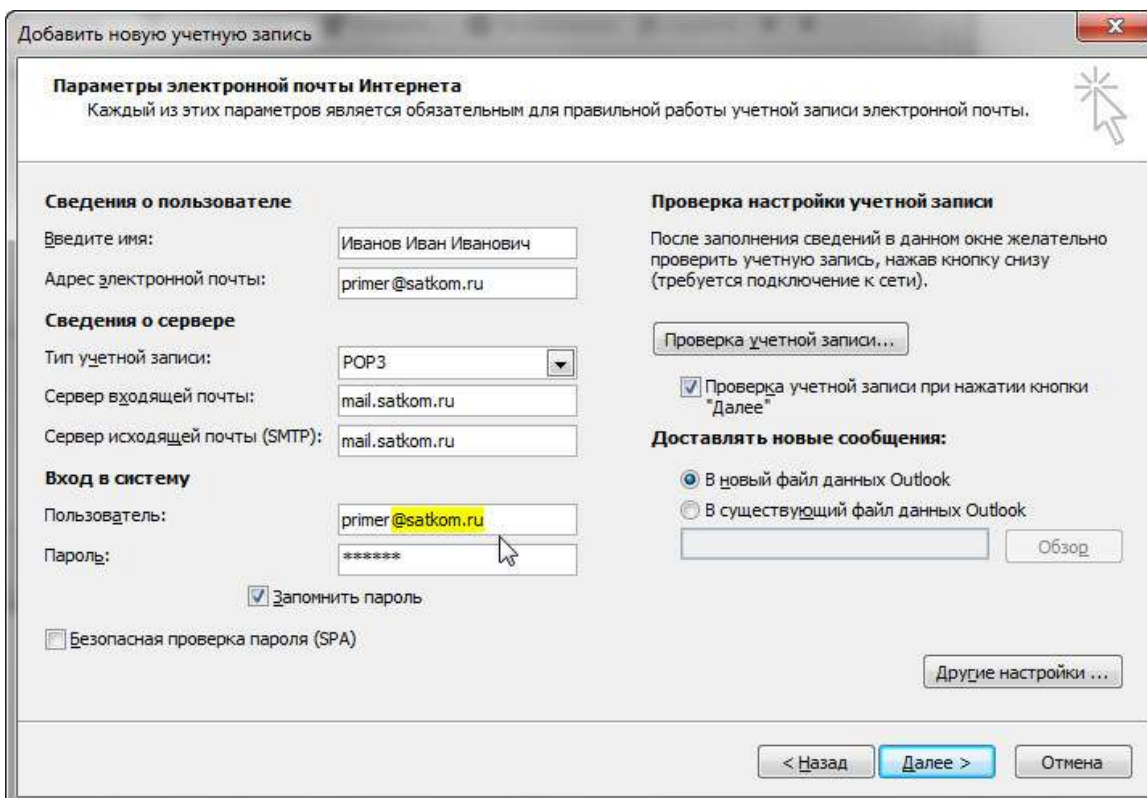 Добавить новую учетную запись
Параметры электронной почты Интернета
Каждый из этих параметров является обязательным для правильной работы учетной записи электронной почты.
Сведения о пользователе
Введите имя:
Иванов Иван Иванович
Адрес электронной почты:
primer@satkom.ru
Сведения о сервере
Тип учетной записи:
POP3
Сервер входящей почты:
mail.satkom.ru
Сервер исходящей почты (SMTP):
mail.satkom.ru
Вход в систему
Пользователь:
primer@satkom.ru
Пароль:
******
Запомнить пароль
Безопасная проверка пароля (SPA)
Проверка настройки учетной записи
После заполнения сведений в данном окне желательно
проверить учетную запись, нажав кнопку снизу
(требуется подключение к сети).
Проверка учетной записи...
Проверка учетной записи при нажатии кнопки
"Далее"
Доставлять новые сообщения:
В новый файл данных Outlook
В существующий файл данных Outlook
Обзор
Другие настройки ...
< Назад
Далее >
Отмена